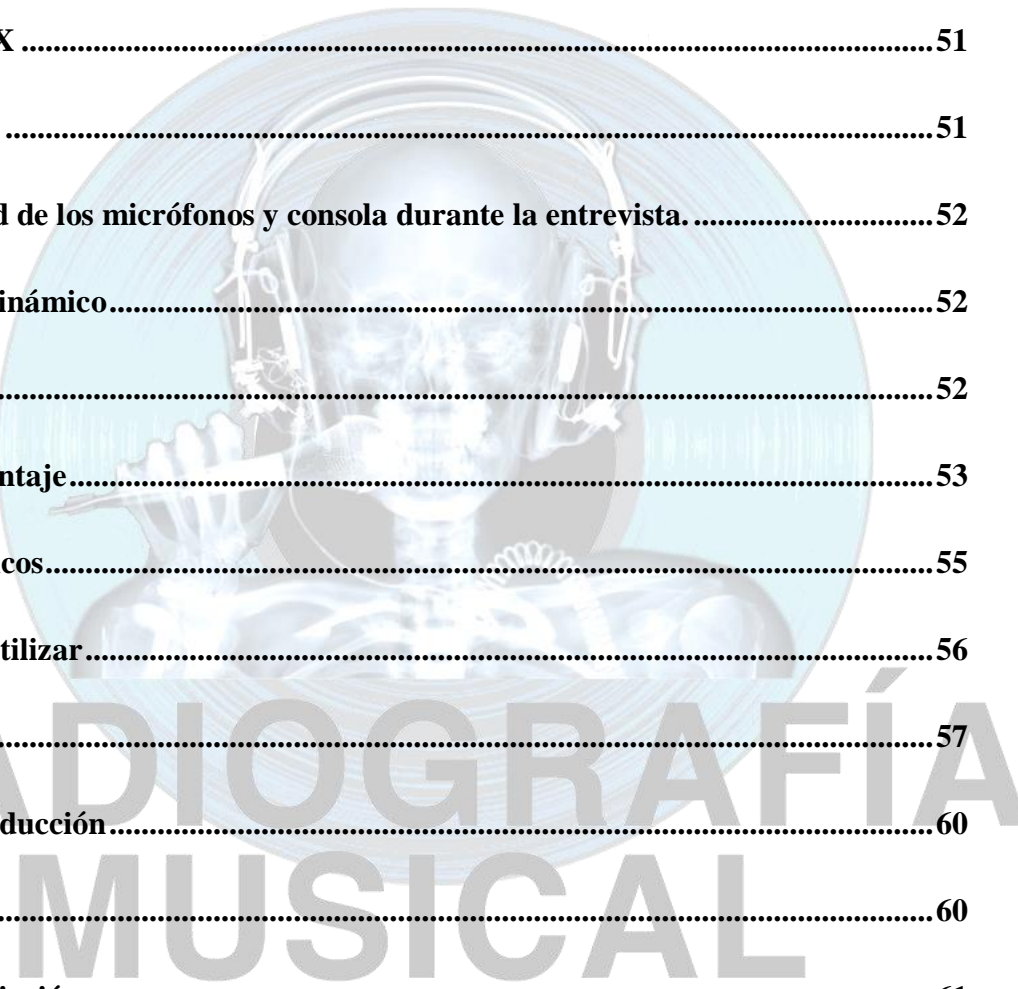 X ........ 51
........ 51
d de los micrófonos y consola durante la entrevista. ........ 52
inámico ........ 52
........ 52
ntaje ........ 53
icos ........ 55
tilizar ........ 56
........ 57
ducción ........ 60
........ 60
ADIOGRAFÍA
MUSICAL